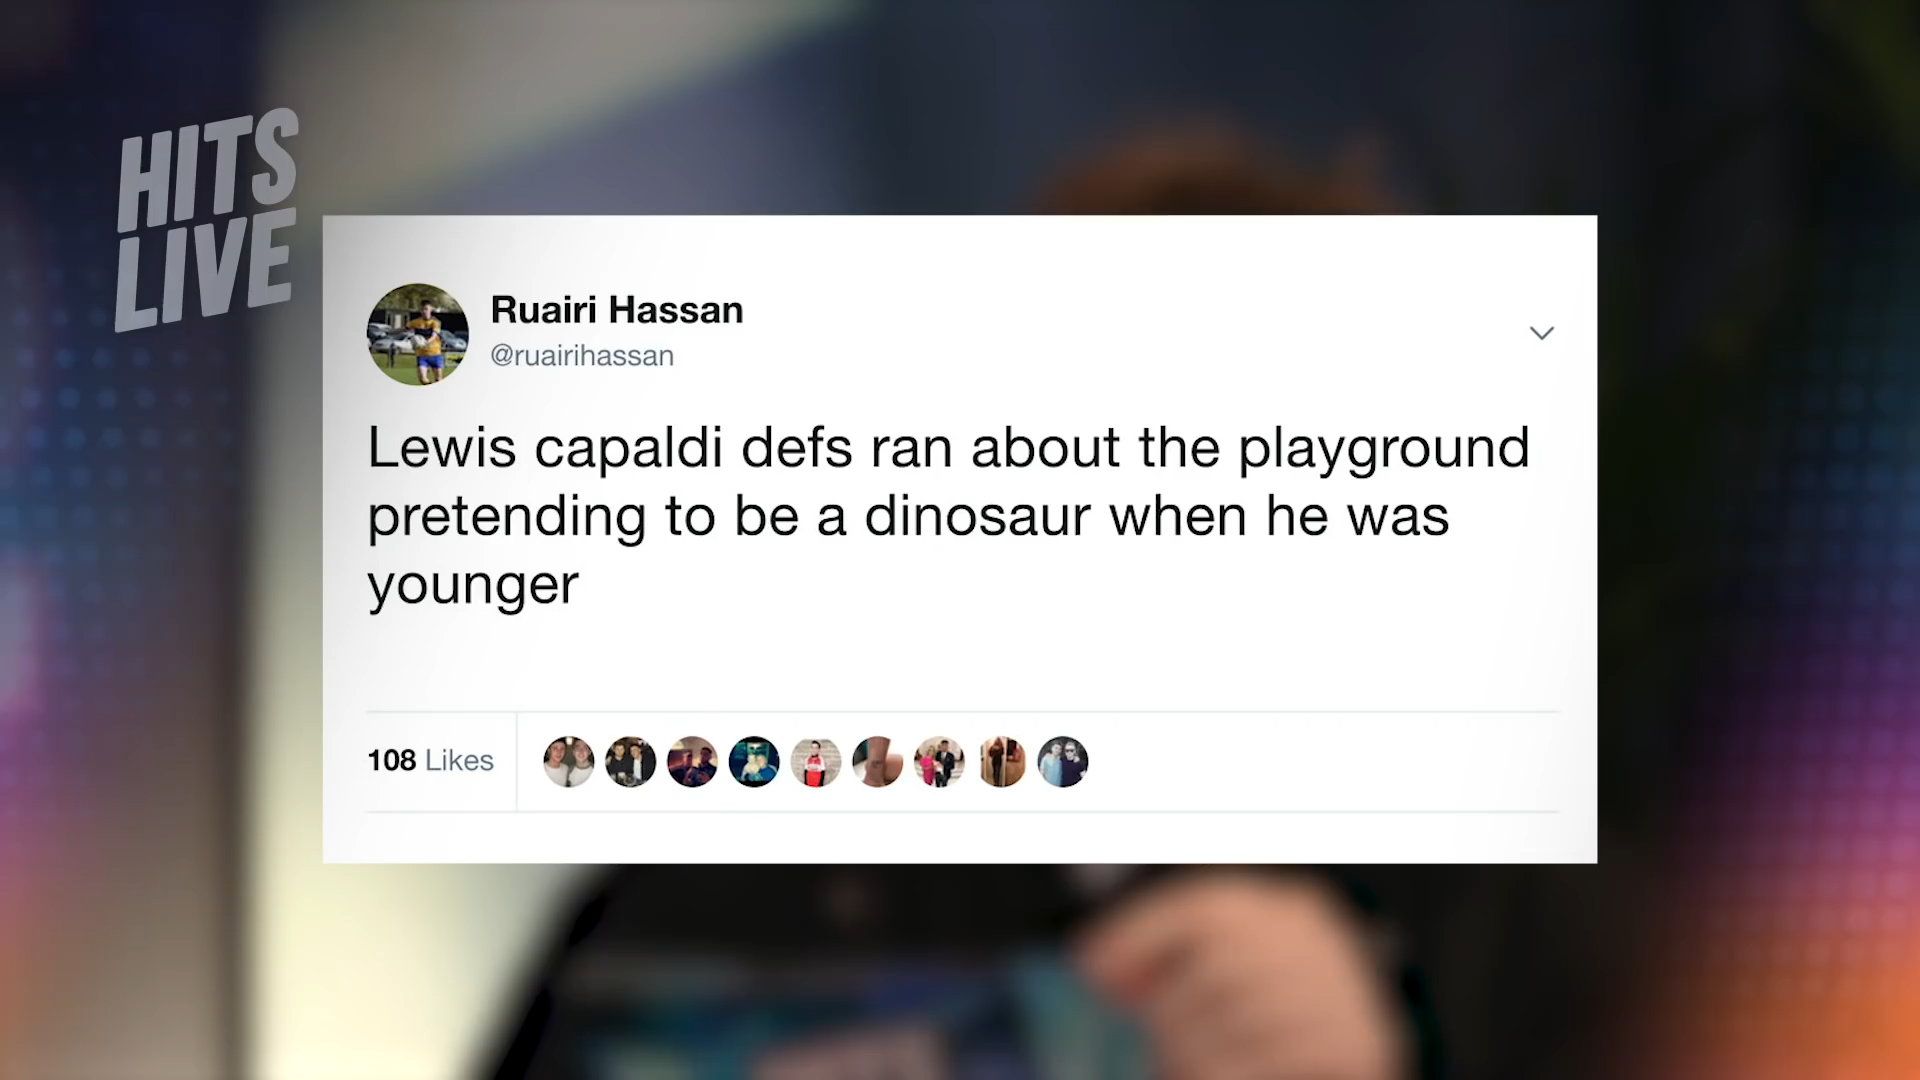 HITS
LIVE
Ruairi Hassan
@ruairihassan
Lewis capaldi defs ran about the playground
pretending to be a dinosaur when he was
younger
108 Likes